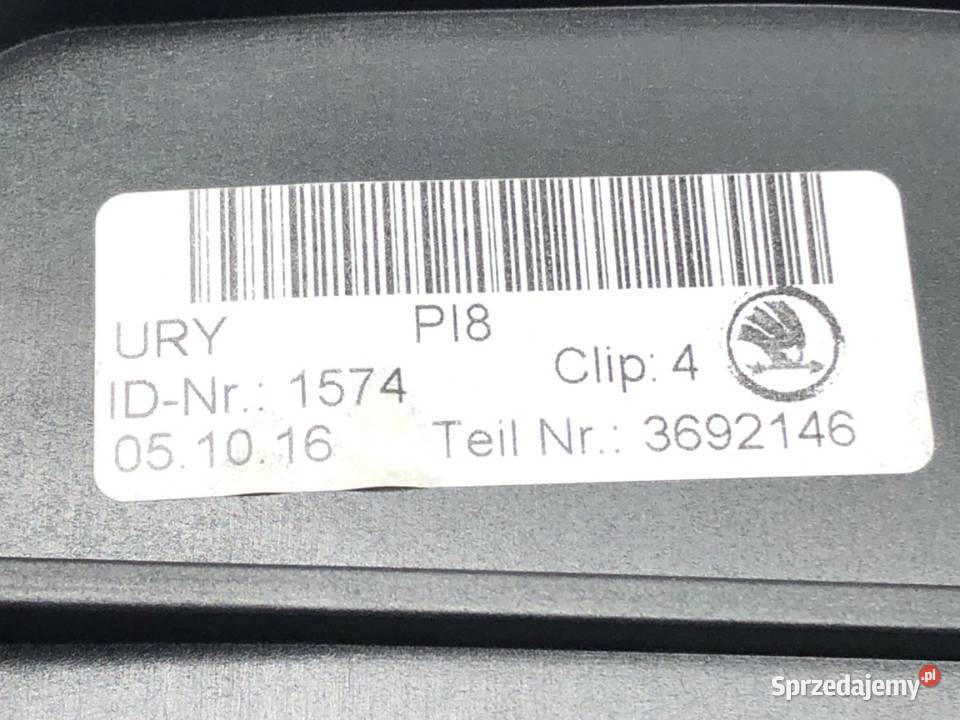 URY PI8
ID-Nr.: 1574 Clip: 4
05.10.16 Teil Nr.: 3692146
Sprzedajemy.pl